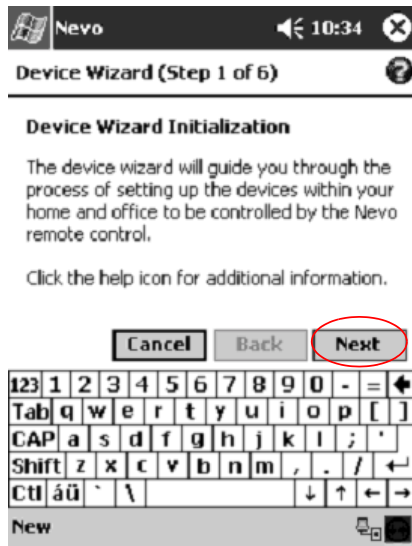 Nevo 10:34
Device Wizard (Step 1 of 6)
Device Wizard Initialization
The device wizard will guide you through the
process of setting up the devices within your
home and office to be controlled by the Nevo
remote control.
Click the help icon for additional information.
Cancel Back Next
123 1 2 3 4 5 6 7 8 9 0 - =
Tab q w e r t y u i o p [ ]
CAP a s d f g h j k l ; '
Shift z x c v b n m , . /
Ctl áü ` \ ↓ ↑ ← →
New